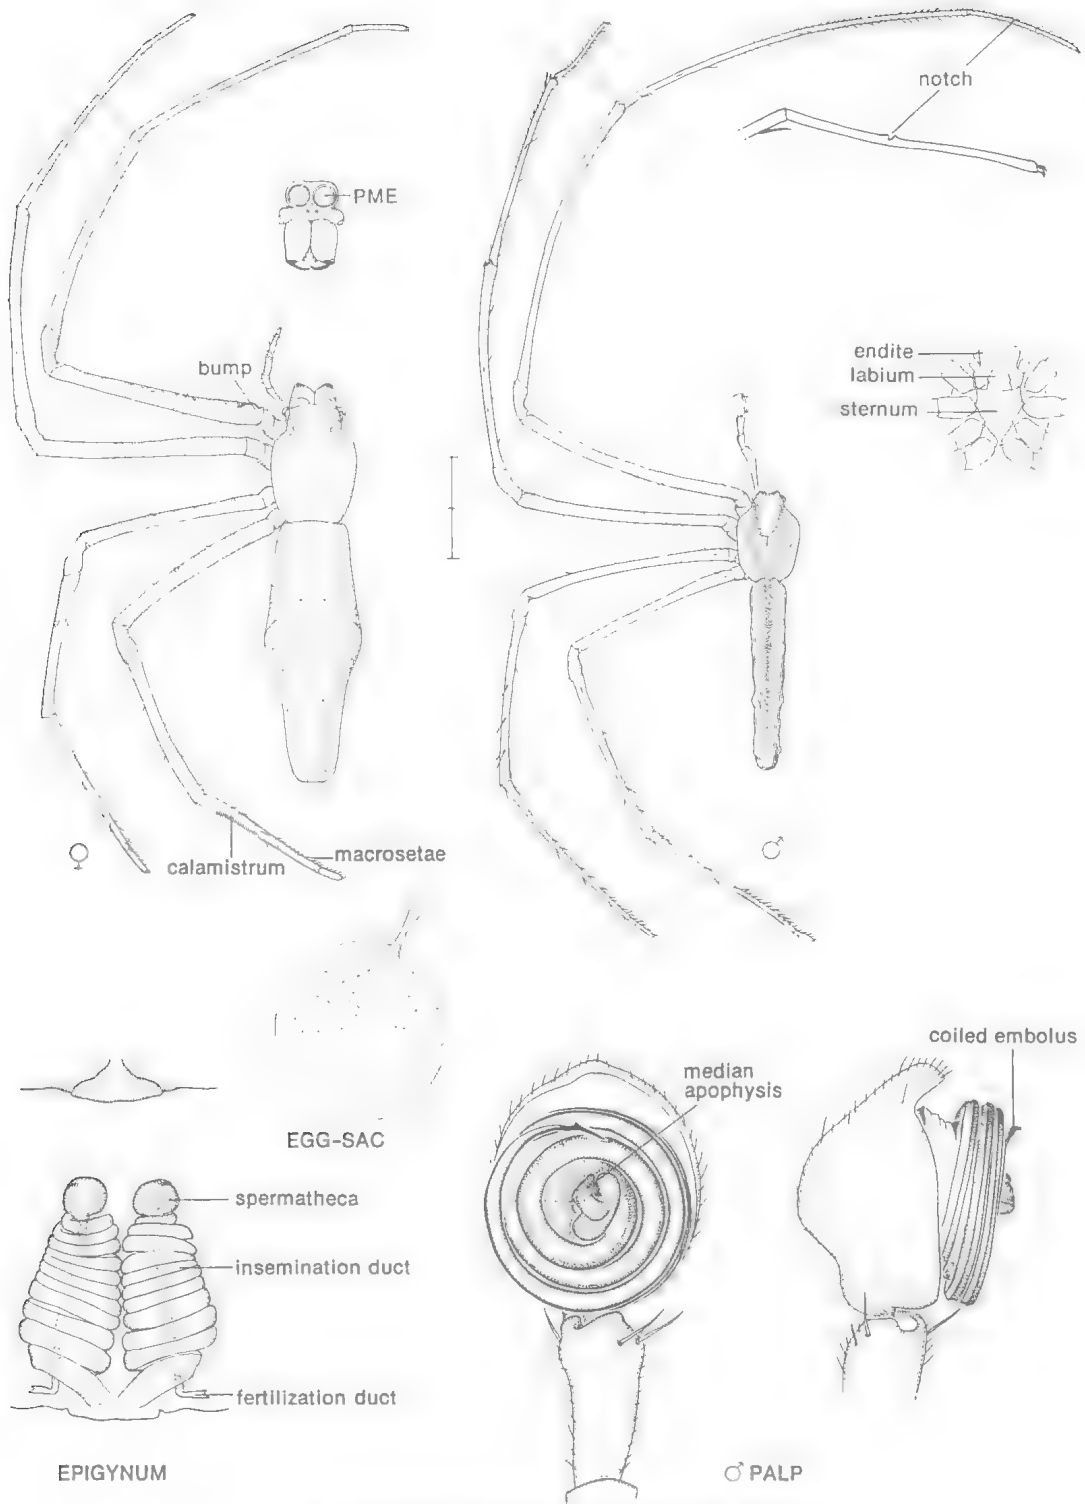 notch
PME
bump
endite
labium
sternum
♀
calamistrum
macrosetae
♂
EGG-SAC
median
apophysis
coiled embolus
spermatheca
insemination duct
fertilization duct
EPIGYNUM
♂ PALP